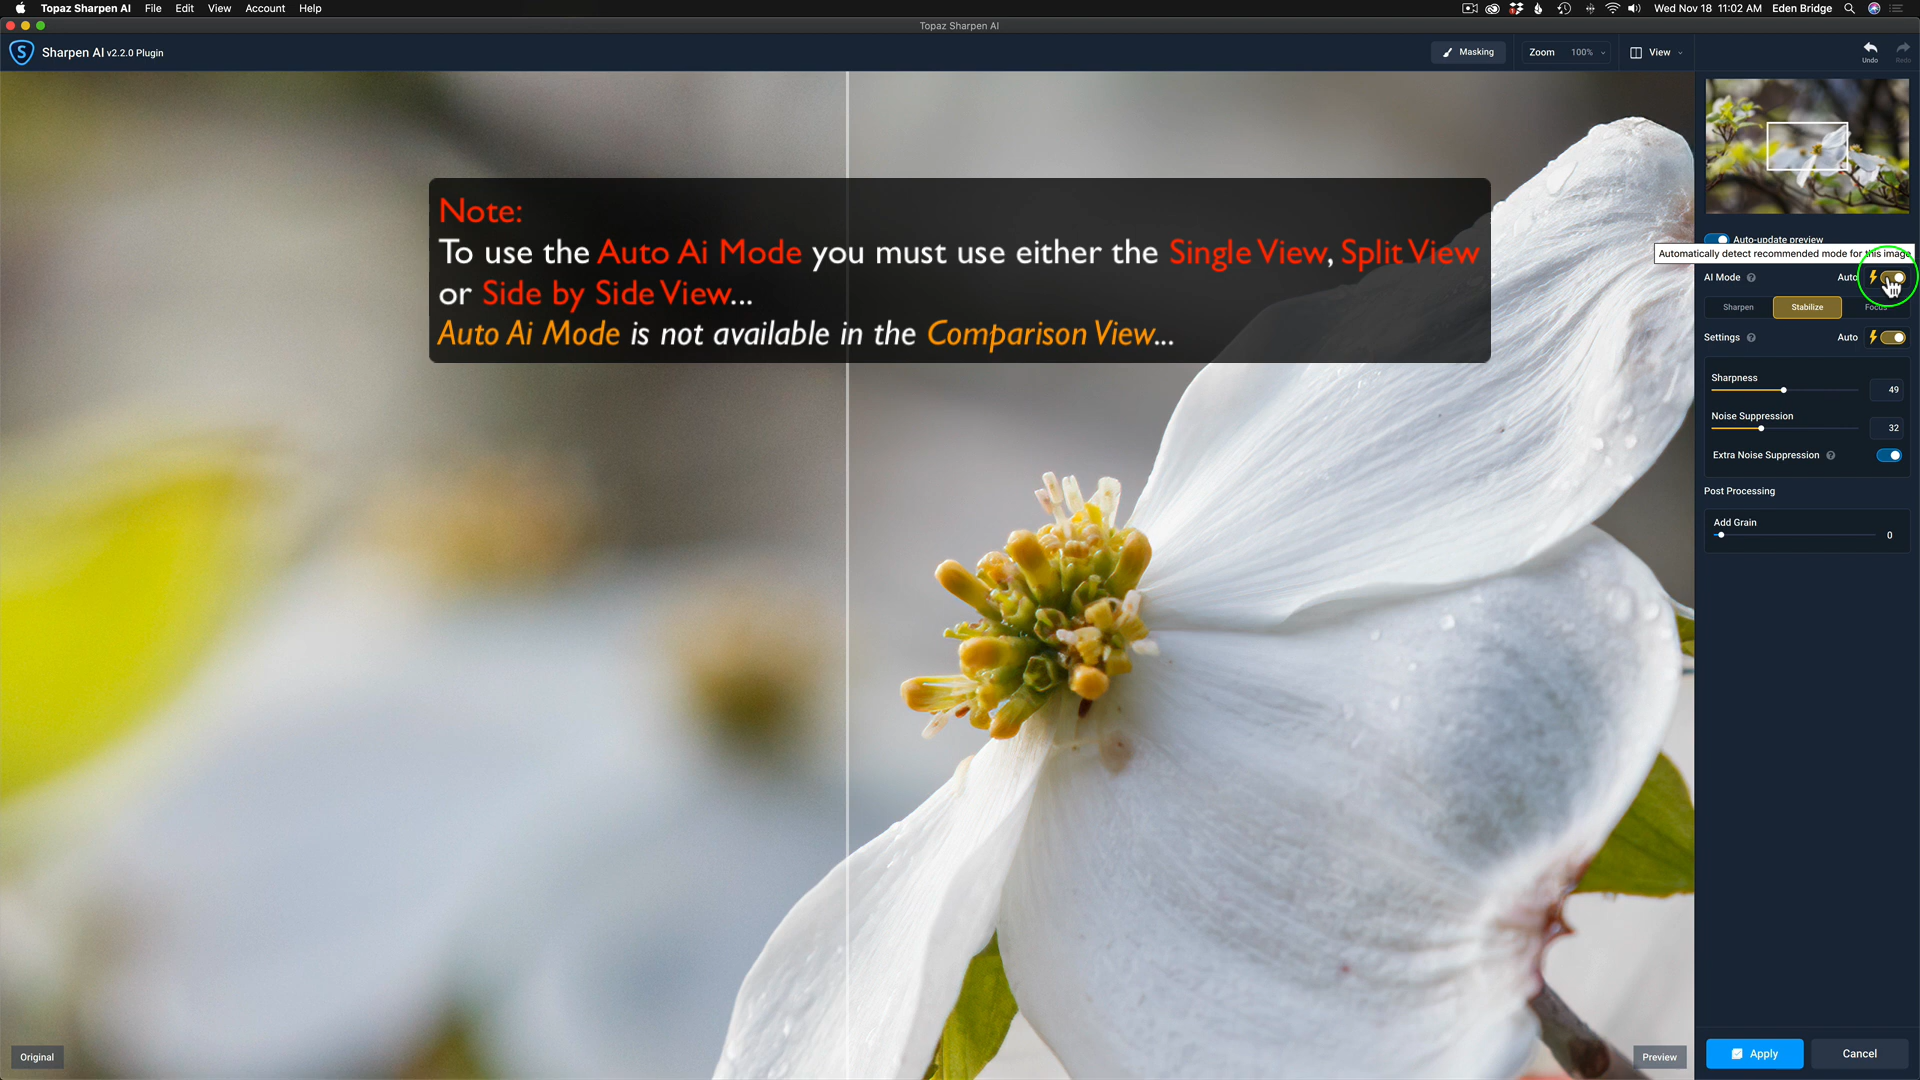 Topaz Sharpen AI File Edit View Account Help
Wed Nov 18 11:02 AM Eden Bridge
Topaz Sharpen AI
S Sharpen AI v2.2.0 Plugin
Masking
Zoom 100%
View
Undo
Redo
Note:
To use the Auto Ai Mode you must use either the Single View, Split View
or Side by Side View...
Auto Ai Mode is not available in the Comparison View...
Auto-update preview
Automatically detect recommended mode for this image
AI Mode ? Auto
Sharpen Stabilize Focus
Settings ? Auto
Sharpness
49
Noise Suppression
32
Extra Noise Suppression ?
Post Processing
Add Grain
0
Original
Preview
Apply
Cancel